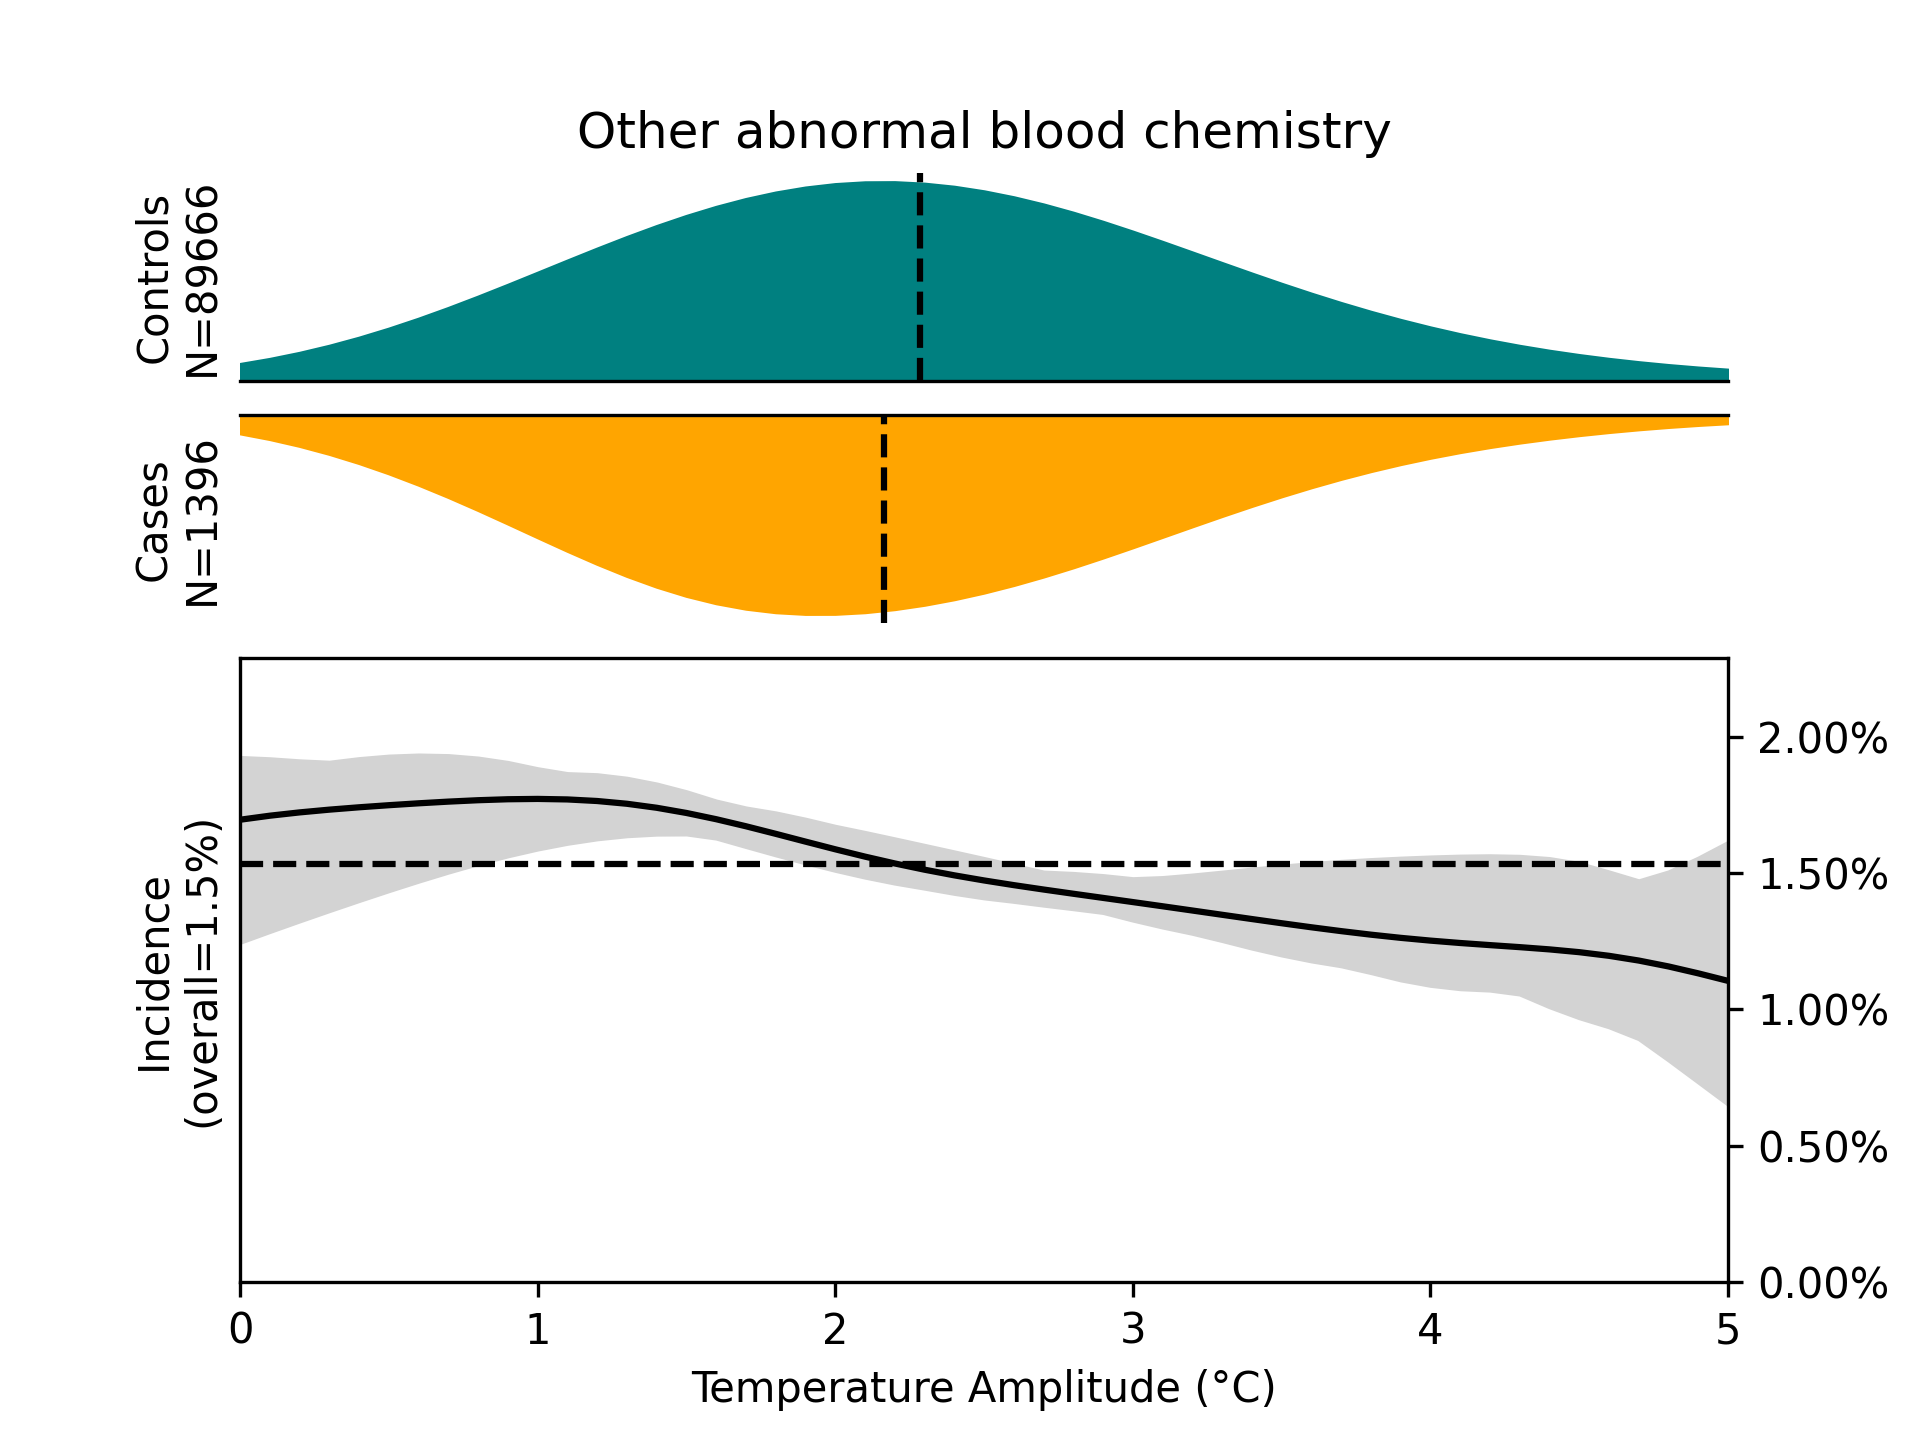 Other abnormal blood chemistry
Controls
N=89666
Cases
N=1396
Incidence
(overall=1.5%)
2.00%
1.50%
1.00%
0.50%
0.00%
0 1 2 3 4 5
Temperature Amplitude (°C)